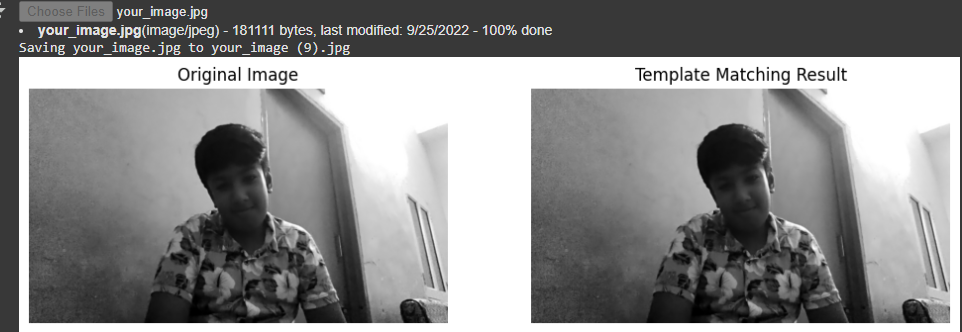 Choose Files your_image.jpg
• your_image.jpg(image/jpeg) - 181111 bytes, last modified: 9/25/2022 - 100% done
Saving your_image.jpg to your_image (9).jpg
Original Image
Template Matching Result